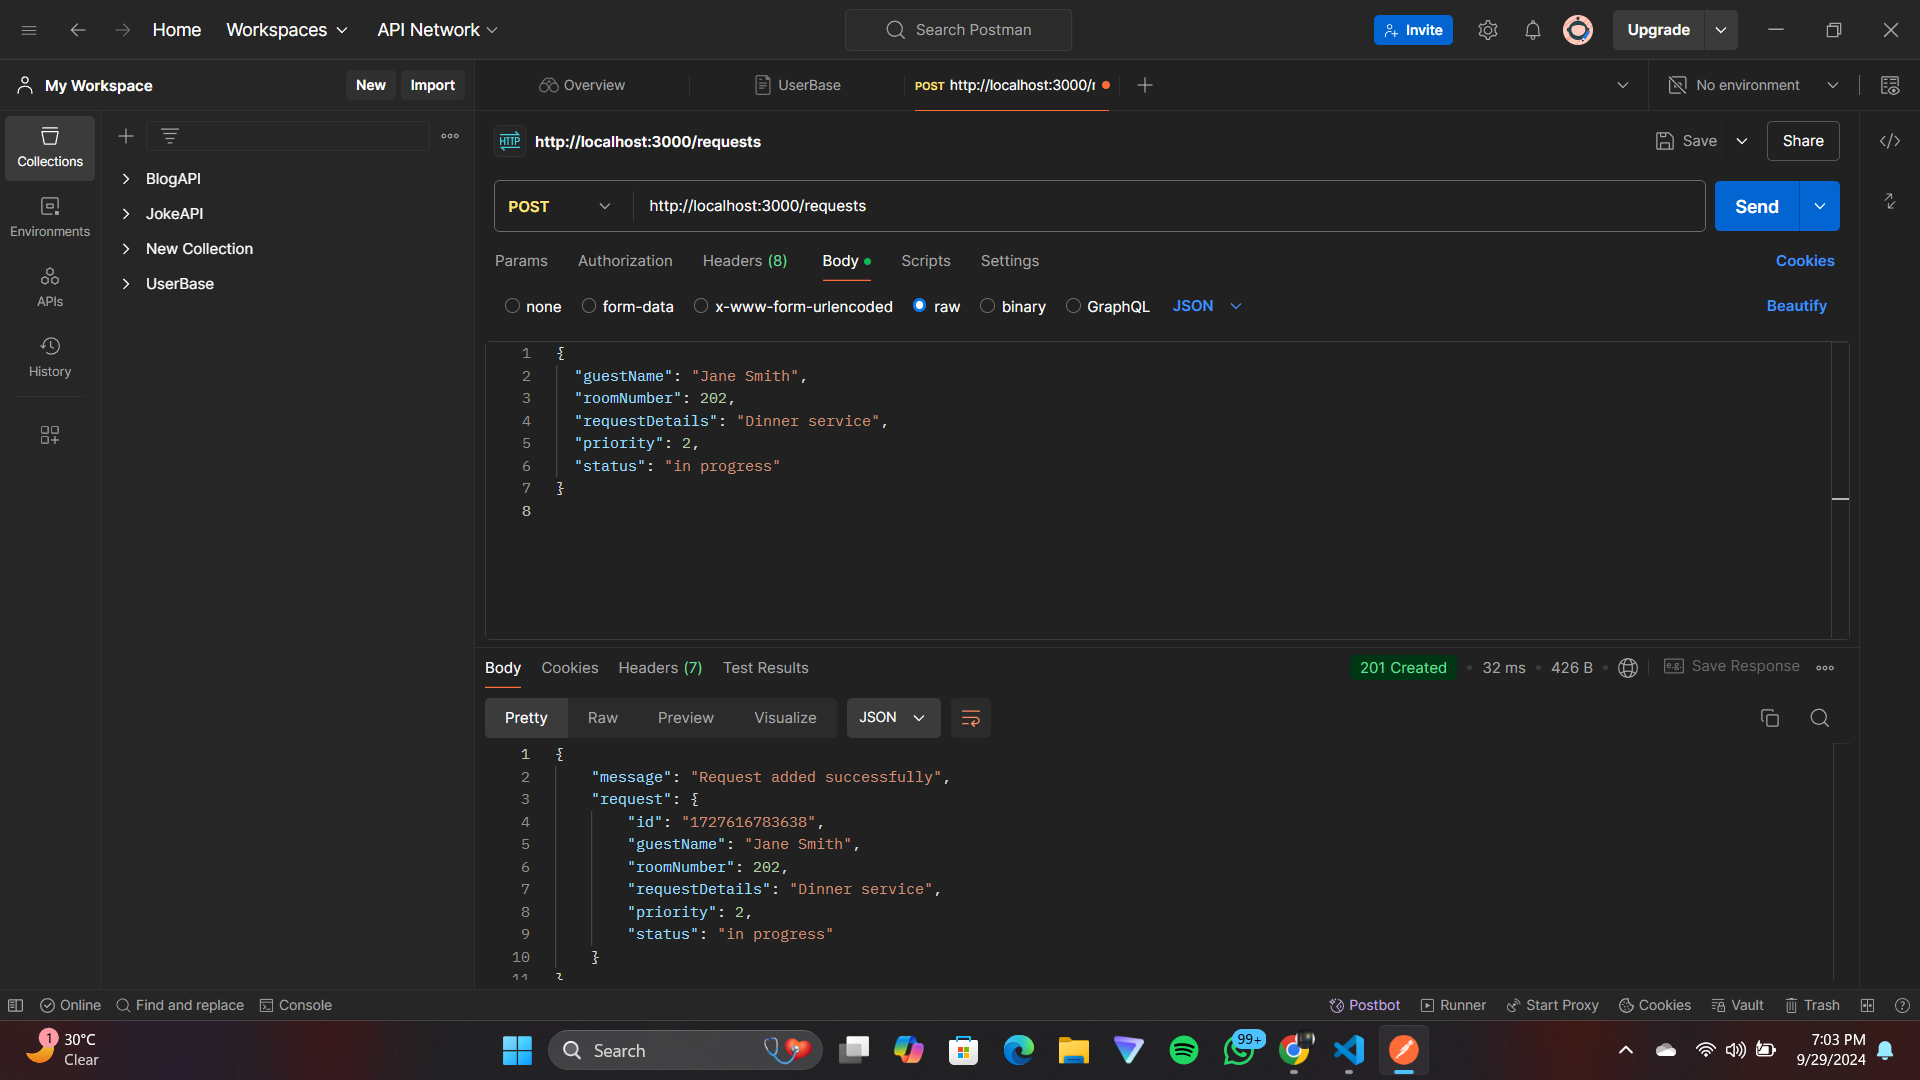 Home
Workspaces
API Network
Search Postman
Invite
Upgrade
My Workspace
New
Import
Overview
UserBase
POST http://localhost:3000/r
No environment
Collections
Environments
APIs
History
BlogAPI
JokeAPI
New Collection
UserBase
HTTP
http://localhost:3000/requests
Save
Share
POST
http://localhost:3000/requests
Send
Params
Authorization
Headers (8)
Body
Scripts
Settings
Cookies
none
form-data
x-www-form-urlencoded
raw
binary
GraphQL
JSON
Beautify
1 {
2 "guestName": "Jane Smith",
3 "roomNumber": 202,
4 "requestDetails": "Dinner service",
5 "priority": 2,
6 "status": "in progress"
7 }
8
Body
Cookies
Headers (7)
Test Results
201 Created
32 ms
426 B
e.g.
Save Response
Pretty
Raw
Preview
Visualize
JSON
1 {
2 "message": "Request added successfully",
3 "request": {
4 "id": "1727616783638",
5 "guestName": "Jane Smith",
6 "roomNumber": 202,
7 "requestDetails": "Dinner service",
8 "priority": 2,
9 "status": "in progress"
10 }
11 }
Online
Find and replace
Console
Postbot
Runner
Start Proxy
Cookies
Vault
Trash
1
30°C
Clear
Search
99+
7:03 PM
9/29/2024